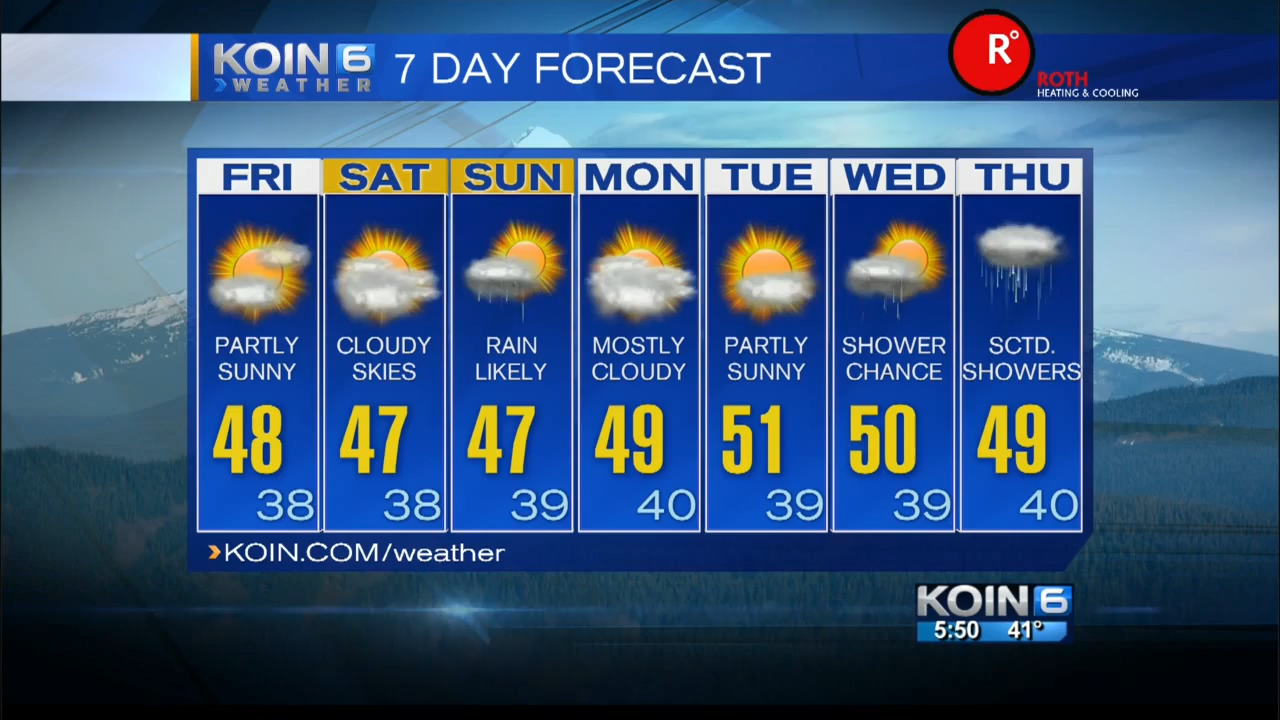 KOIN 6
WEATHER
7 DAY FORECAST
R°
ROTH
HEATING & COOLING
FRI SAT SUN MON TUE WED THU
PARTLY CLOUDY RAIN MOSTLY PARTLY SHOWER SCTD.
SUNNY SKIES LIKELY CLOUDY SUNNY CHANCE SHOWERS
48 47 47 49 51 50 49
38 38 39 40 39 39 40
KOIN.COM/weather
KOIN 6
5:50 41°